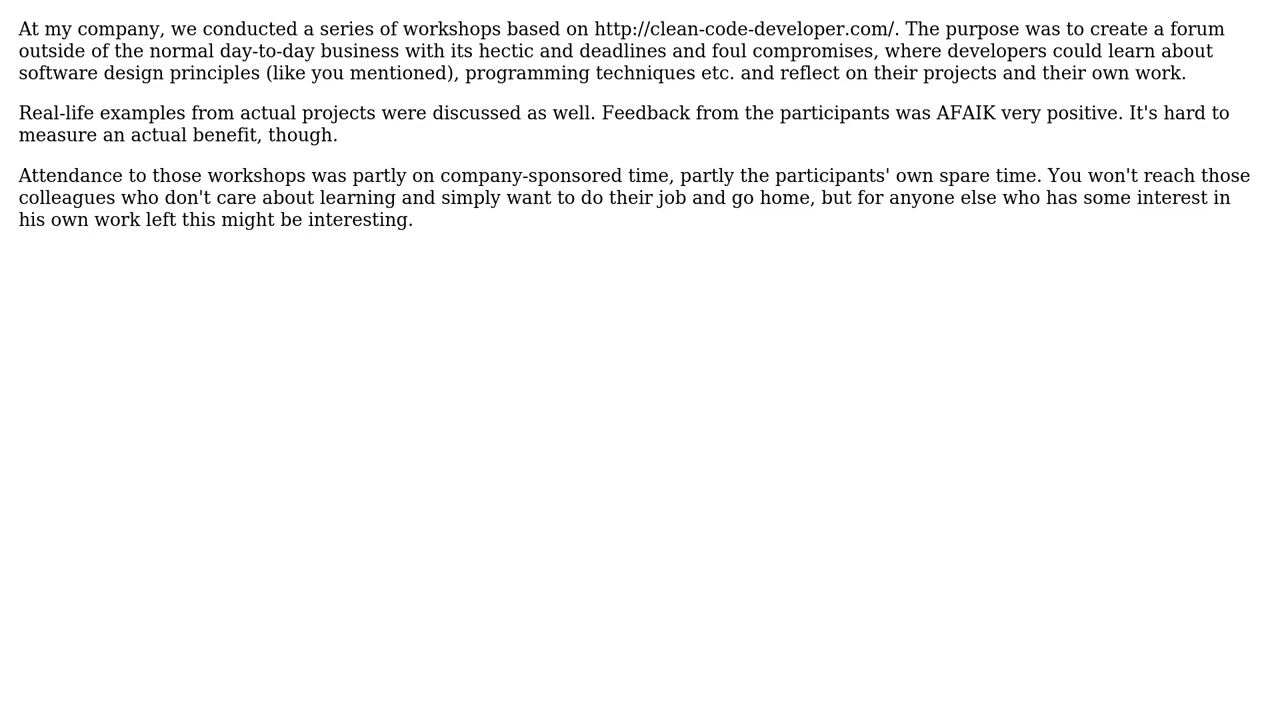 At my company, we conducted a series of workshops based on http://clean-code-developer.com/. The purpose was to create a forum
outside of the normal day-to-day business with its hectic and deadlines and foul compromises, where developers could learn about
software design principles (like you mentioned), programming techniques etc. and reflect on their projects and their own work.
Real-life examples from actual projects were discussed as well. Feedback from the participants was AFAIK very positive. It's hard to
measure an actual benefit, though.
Attendance to those workshops was partly on company-sponsored time, partly the participants' own spare time. You won't reach those
colleagues who don't care about learning and simply want to do their job and go home, but for anyone else who has some interest in
his own work left this might be interesting.